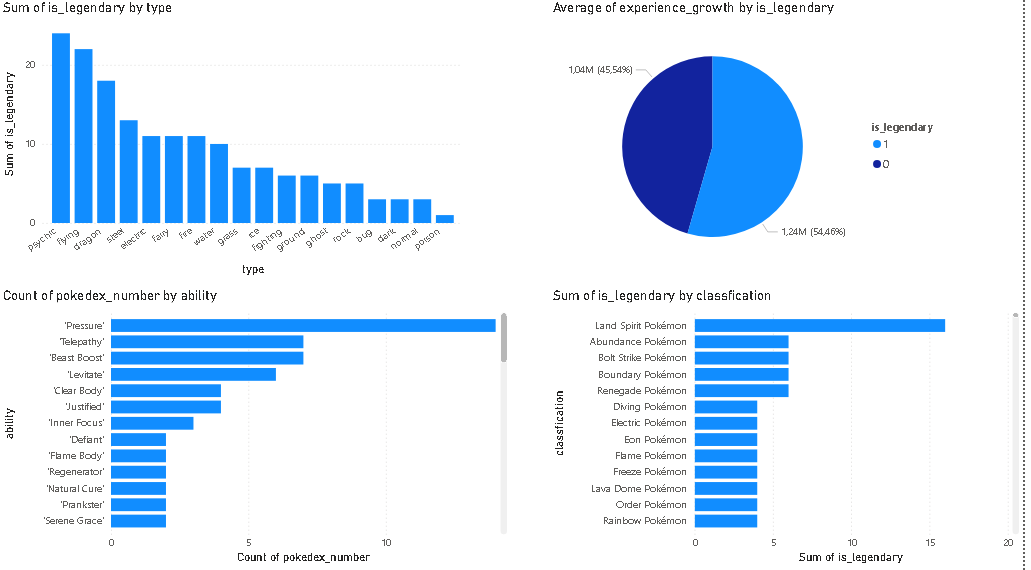 Sum of is_legendary by type
Sum of is_legendary
20
10
0
psychic
flying
dragon
steel
electric
fairy
fire
water
grass
ice
fighting
ground
ghost
rock
bug
dark
normal
poison
type
Average of experience_growth by is_legendary
1,04M (45,54%)
1,24M (54,46%)
is_legendary
1
0
Count of pokedex_number by ability
ability
'Pressure'
'Telepathy'
'Beast Boost'
'Levitate'
'Clear Body'
'Justified'
'Inner Focus'
'Defiant'
'Flame Body'
'Regenerator'
'Natural Cure'
'Prankster'
'Serene Grace'
0 5 10
Count of pokedex_number
Sum of is_legendary by classfication
classfication
Land Spirit Pokémon
Abundance Pokémon
Bolt Strike Pokémon
Boundary Pokémon
Renegade Pokémon
Diving Pokémon
Electric Pokémon
Eon Pokémon
Flame Pokémon
Freeze Pokémon
Lava Dome Pokémon
Order Pokémon
Rainbow Pokémon
0 5 10 15 20
Sum of is_legendary